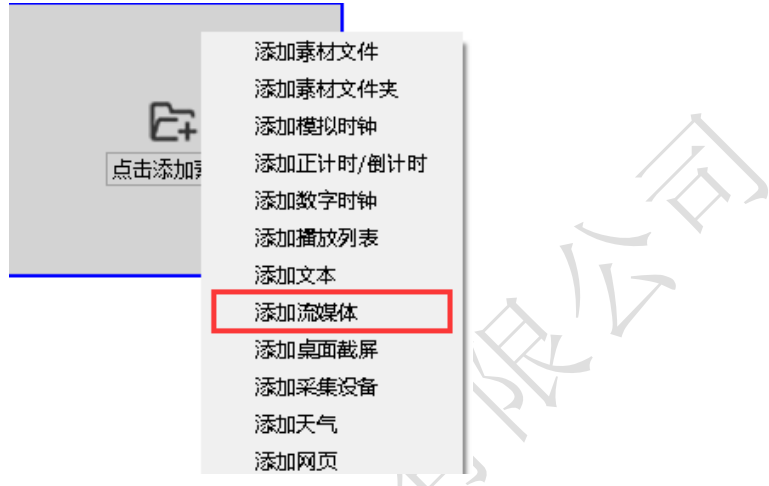 添加素材文件
添加素材文件夹
添加模拟时钟
添加正计时/倒计时
点击添加
添加数字时钟
添加播放列表
添加文本
添加流媒体
添加桌面截屏
添加采集设备
添加天气
添加网页
有限公司